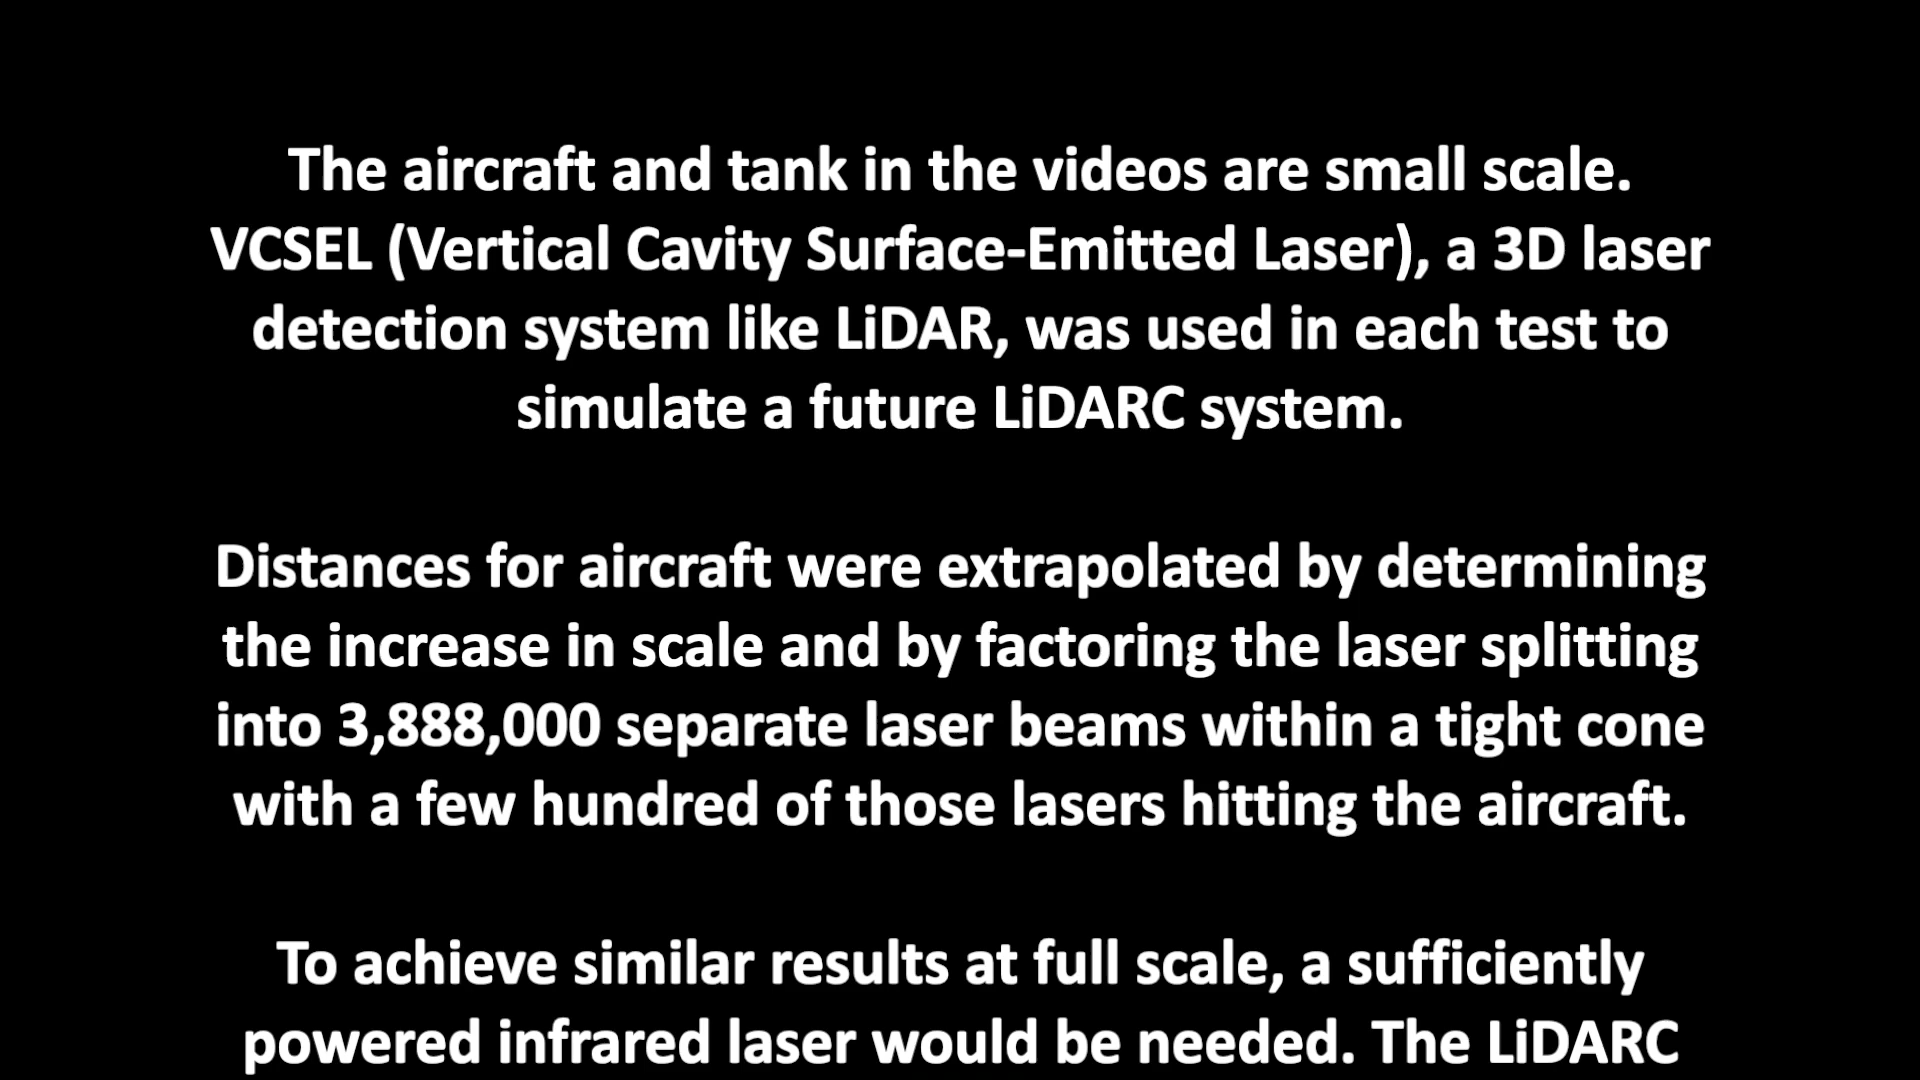 The aircraft and tank in the videos are small scale.
VCSEL (Vertical Cavity Surface-Emitted Laser), a 3D laser
detection system like LiDAR, was used in each test to
simulate a future LiDARC system.
Distances for aircraft were extrapolated by determining
the increase in scale and by factoring the laser splitting
into 3,888,000 separate laser beams within a tight cone
with a few hundred of those lasers hitting the aircraft.
To achieve similar results at full scale, a sufficiently
powered infrared laser would be needed. The LiDARC